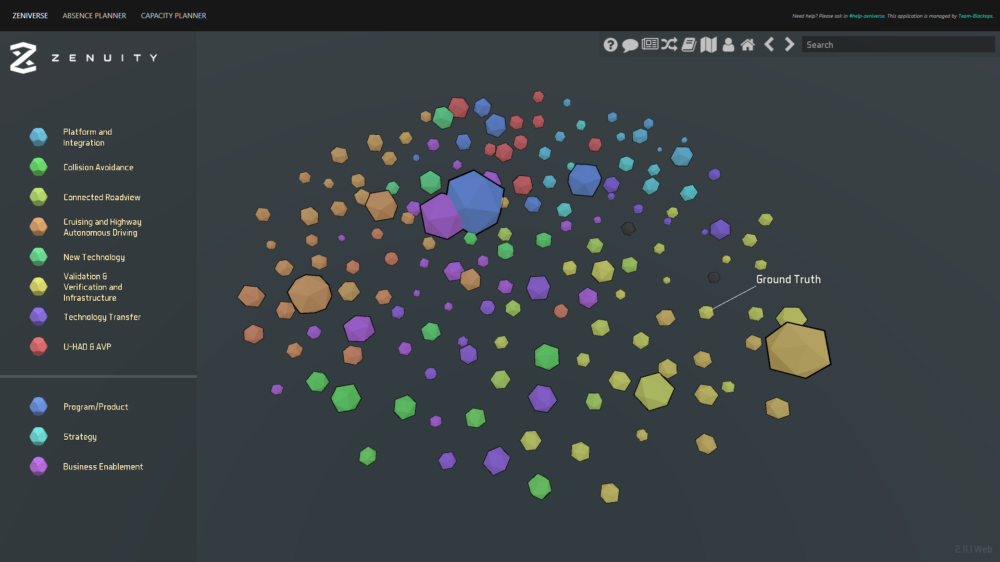 ZENIVERSE ABSENCE PLANNER CAPACITY PLANNER
Need help? Please ask in #help-zeniverse. This application is managed by Team-Blackops.
ZENUITY
Search
Platform and
Integration
Collision Avoidance
Connected Roadview
Cruising and Highway
Autonomous Driving
New Technology
Validation &
Verification and
Infrastructure
Technology Transfer
U-HAD & AVP
Program/Product
Strategy
Business Enablement
Ground Truth
2.11.1 Web